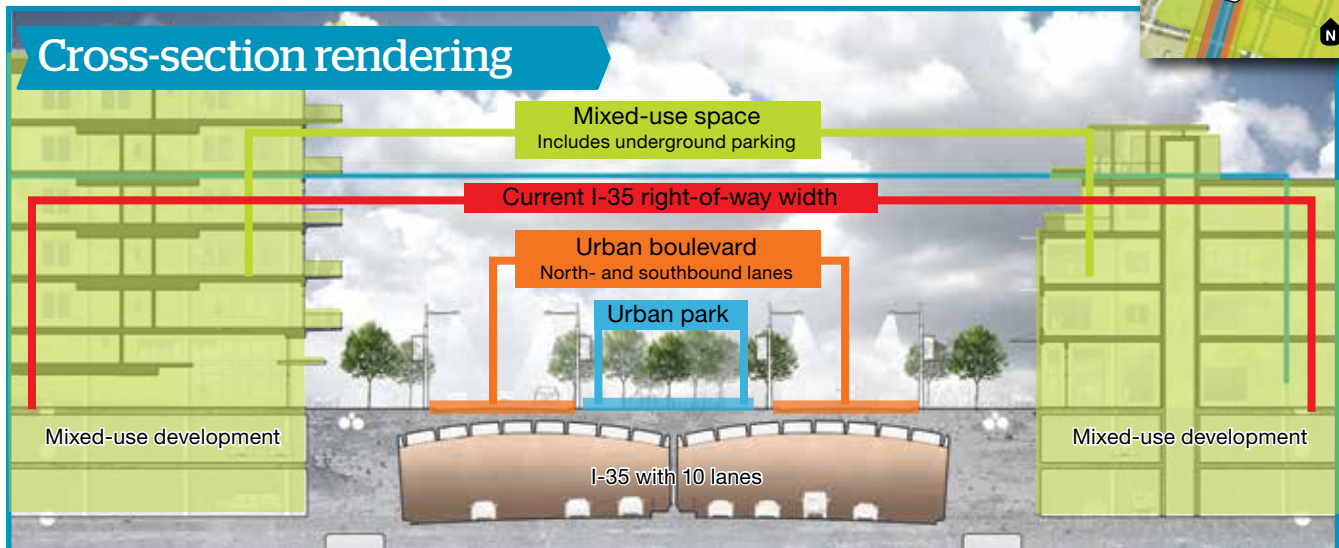 Cross-section rendering
N
Mixed-use space
Includes underground parking
Current I-35 right-of-way width
Urban boulevard
North- and southbound lanes
Urban park
Mixed-use development
Mixed-use development
I-35 with 10 lanes